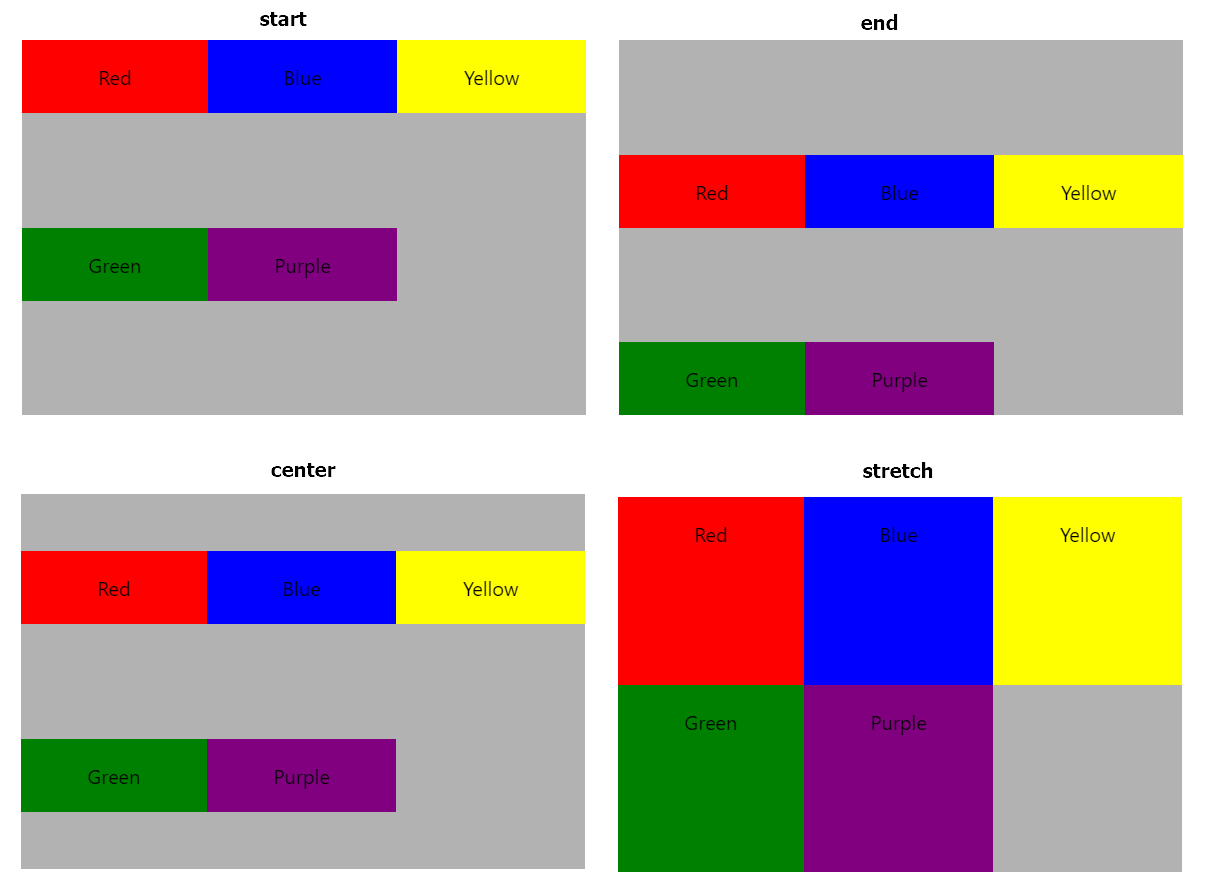 start
Red Blue Yellow
Green Purple
end
Red Blue Yellow
Green Purple
center
Red Blue Yellow
Green Purple
stretch
Red Blue Yellow
Green Purple